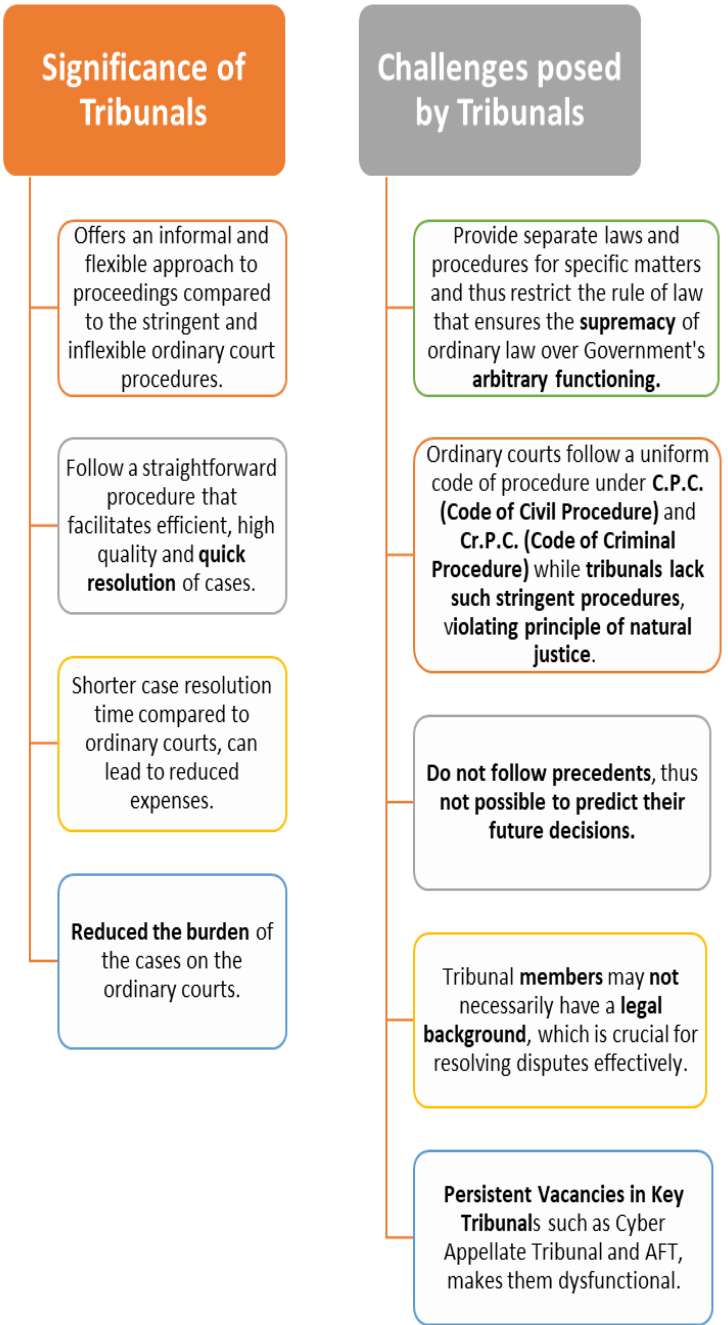 Significance of
Tribunals
Offers an informal and
flexible approach to
proceedings compared
to the stringent and
inflexible ordinary court
procedures.
Follow a straightforward
procedure that
facilitates efficient, high
quality and quick
resolution of cases.
Shorter case resolution
time compared to
ordinary courts, can
lead to reduced
expenses.
Reduced the burden of
the cases on the
ordinary courts.
Challenges posed
by Tribunals
Provide separate laws and
procedures for specific matters
and thus restrict the rule of law
that ensures the supremacy of
ordinary law over Government's
arbitrary functioning.
Ordinary courts follow a uniform
code of procedure under C.P.C.
(Code of Civil Procedure) and
Cr.P.C. (Code of Criminal
Procedure) while tribunals lack
such stringent procedures,
violating principle of natural
justice.
Do not follow precedents, thus
not possible to predict their
future decisions.
Tribunal members may not
necessarily have a legal
background, which is crucial for
resolving disputes effectively.
Persistent Vacancies in Key
Tribunals such as Cyber
Appellate Tribunal and AFT,
makes them dysfunctional.